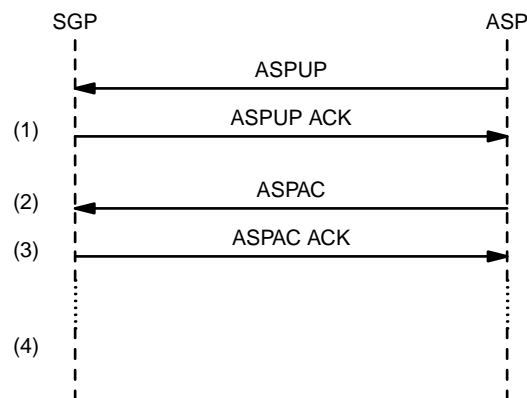 SGP ASP
ASPUP
(1) ASPUP ACK
(2) ASPAC
(3) ASPAC ACK
(4)